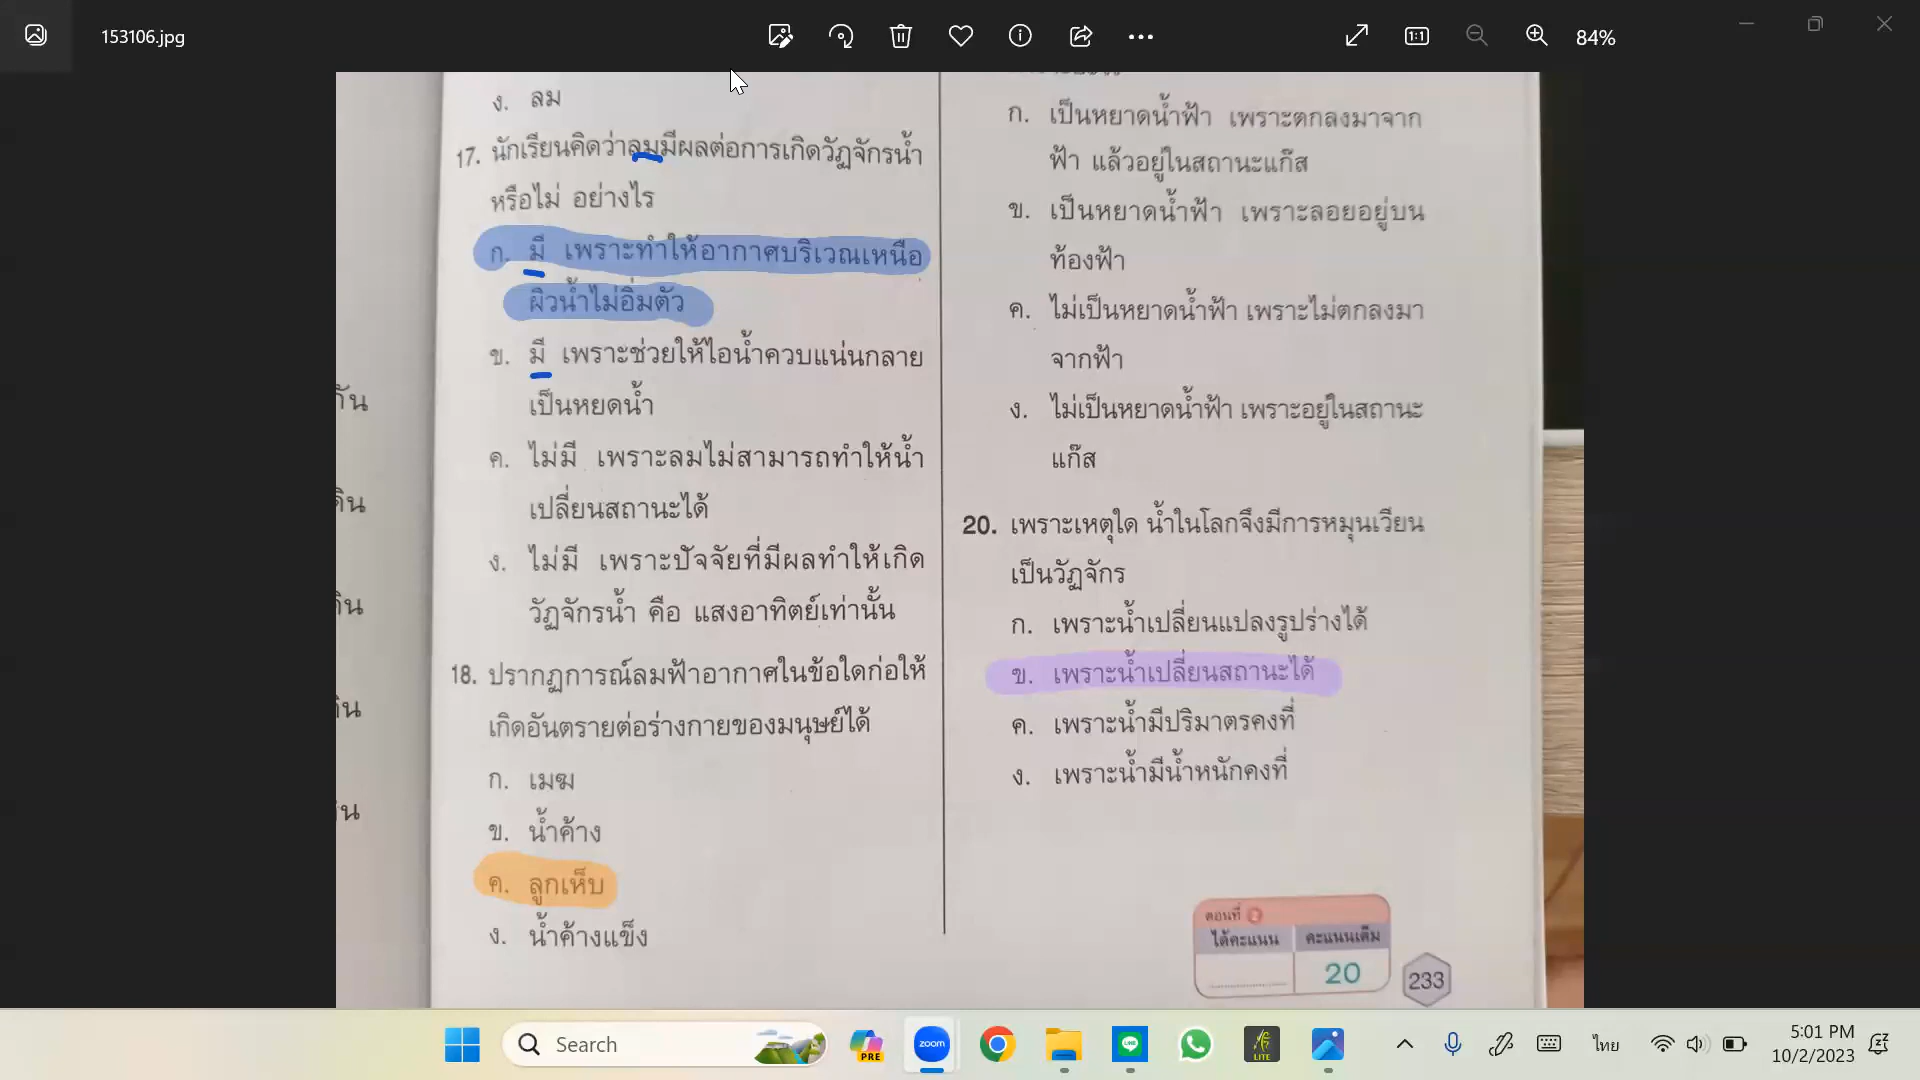 153106.jpg
84%
ง. ลม
17. นักเรียนคิดว่าลมมีผลต่อการเกิดวัฏจักรน้ำ
หรือไม่ อย่างไร
ก. มี เพราะทำให้อากาศบริเวณเหนือ
ผิวน้ำไม่อิ่มตัว
ข. มี เพราะช่วยให้ไอน้ำควบแน่นกลาย
เป็นหยดน้ำ
ค. ไม่มี เพราะลมไม่สามารถทำให้น้ำ
เปลี่ยนสถานะได้
ง. ไม่มี เพราะปัจจัยที่มีผลทำให้เกิด
วัฏจักรน้ำ คือ แสงอาทิตย์เท่านั้น
18. ปรากฏการณ์ลมฟ้าอากาศในข้อใดก่อให้
เกิดอันตรายต่อร่างกายของมนุษย์ได้
ก. เมฆ
ข. น้ำค้าง
ค. ลูกเห็บ
ง. น้ำค้างแข็ง
ก. เป็นหยาดน้ำฟ้า เพราะตกลงมาจาก
ฟ้า แล้วอยู่ในสถานะแก๊ส
ข. เป็นหยาดน้ำฟ้า เพราะลอยอยู่บน
ท้องฟ้า
ค. ไม่เป็นหยาดน้ำฟ้า เพราะไม่ตกลงมา
จากฟ้า
ง. ไม่เป็นหยาดน้ำฟ้า เพราะอยู่ในสถานะ
แก๊ส
20. เพราะเหตุใด น้ำในโลกจึงมีการหมุนเวียน
เป็นวัฏจักร
ก. เพราะน้ำเปลี่ยนแปลงรูปร่างได้
ข. เพราะน้ำเปลี่ยนสถานะได้
ค. เพราะน้ำมีปริมาตรคงที่
ง. เพราะน้ำมีน้ำหนักคงที่
ตอนที่ 2
ได้คะแนน คะแนนเต็ม
20
233
Search
PRE
zoom
LINE
LITE
ไทย
5:01 PM
10/2/2023